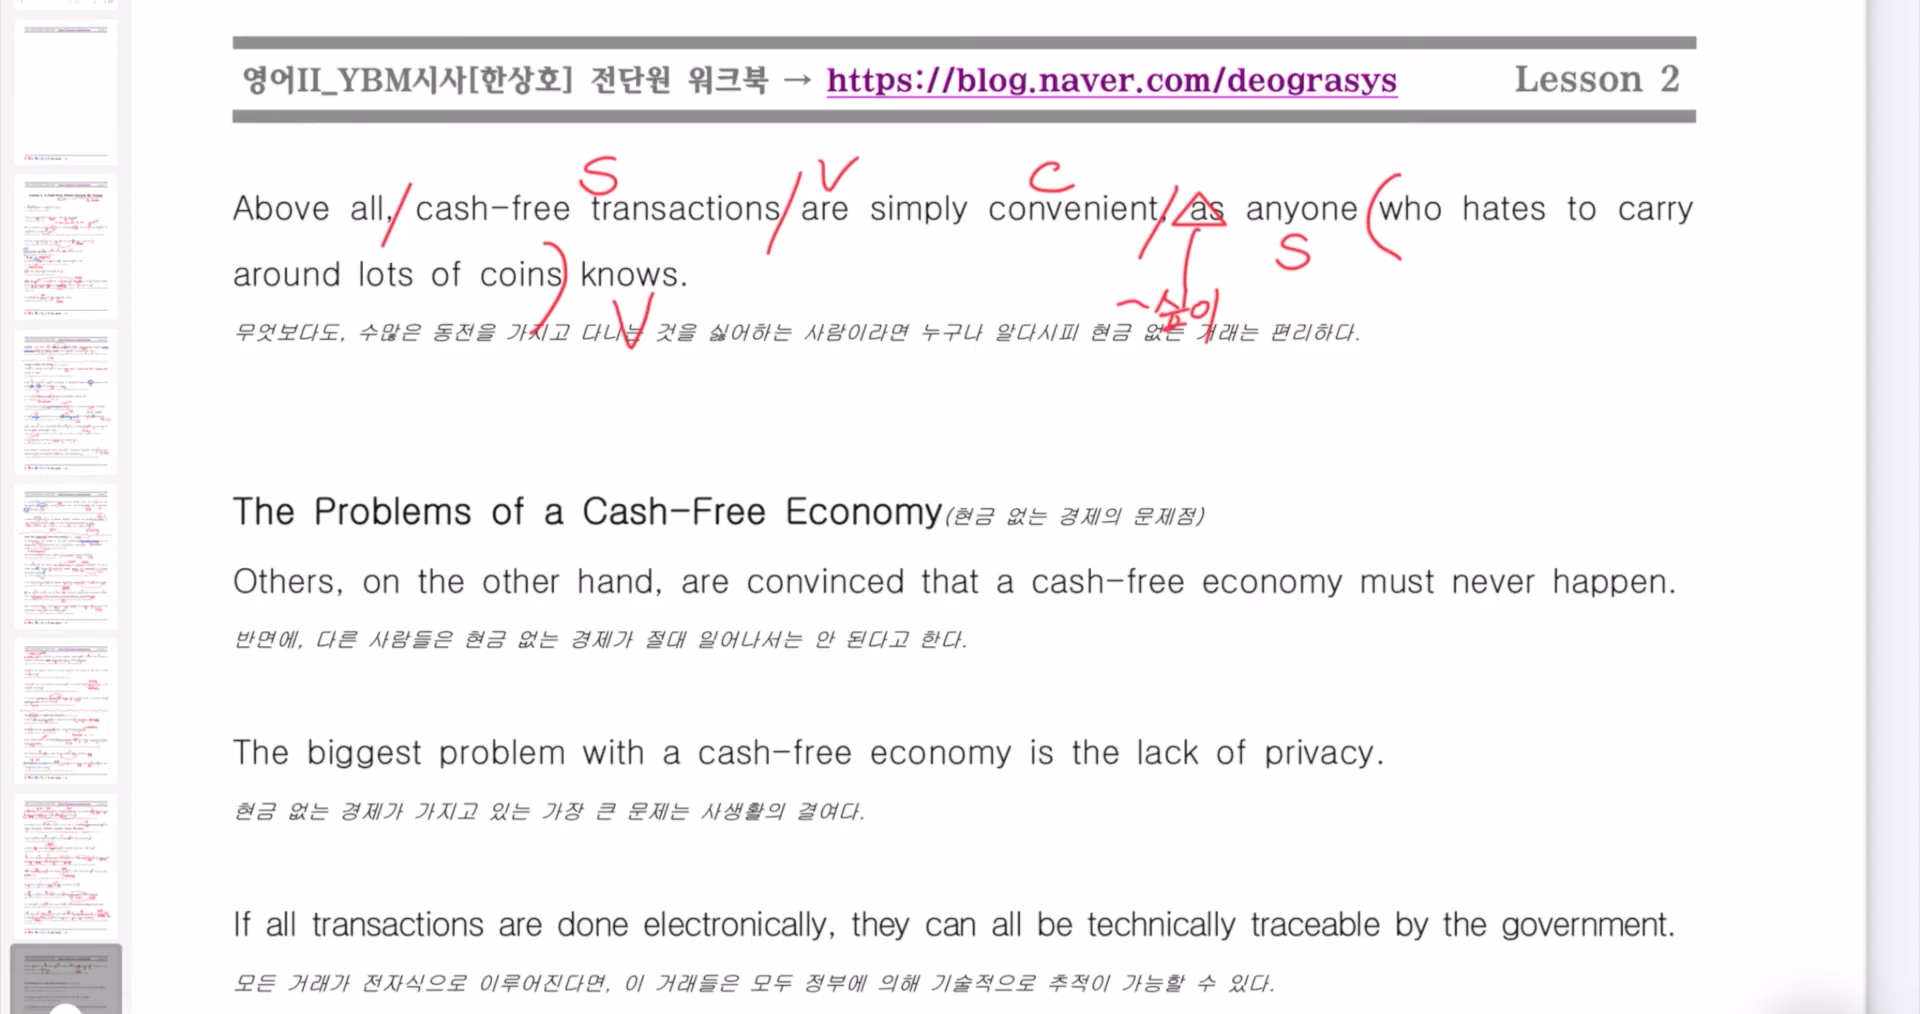 영어II_YBM시사[한상호] 전단원 워크북 → https://blog.naver.com/deograsys Lesson 2
S V C
Above all, cash-free transactions are simply convenient, as anyone who hates to carry
S
around lots of coins knows.
V ~싶이
무엇보다도, 수많은 동전을 가지고 다니는 것을 싫어하는 사람이라면 누구나 알다시피 현금 없는 거래는 편리하다.
The Problems of a Cash-Free Economy(현금 없는 경제의 문제점)
Others, on the other hand, are convinced that a cash-free economy must never happen.
반면에, 다른 사람들은 현금 없는 경제가 절대 일어나서는 안 된다고 한다.
The biggest problem with a cash-free economy is the lack of privacy.
현금 없는 경제가 가지고 있는 가장 큰 문제는 사생활의 결여다.
If all transactions are done electronically, they can all be technically traceable by the government.
모든 거래가 전자식으로 이루어진다면, 이 거래들은 모두 정부에 의해 기술적으로 추적이 가능할 수 있다.